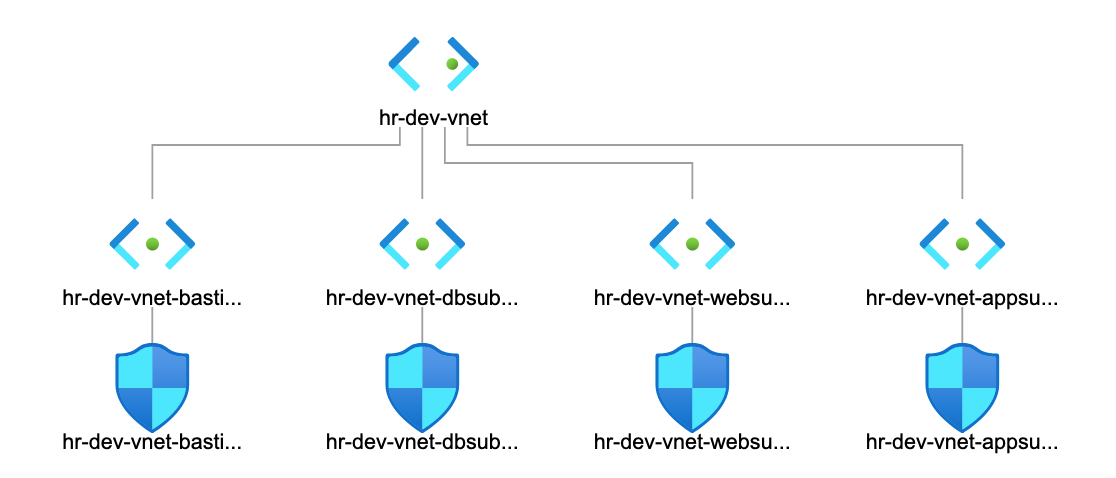 hr-dev-vnet
hr-dev-vnet-basti...
hr-dev-vnet-dbsub...
hr-dev-vnet-websu...
hr-dev-vnet-appsu...
hr-dev-vnet-basti...
hr-dev-vnet-dbsub...
hr-dev-vnet-websu...
hr-dev-vnet-appsu...